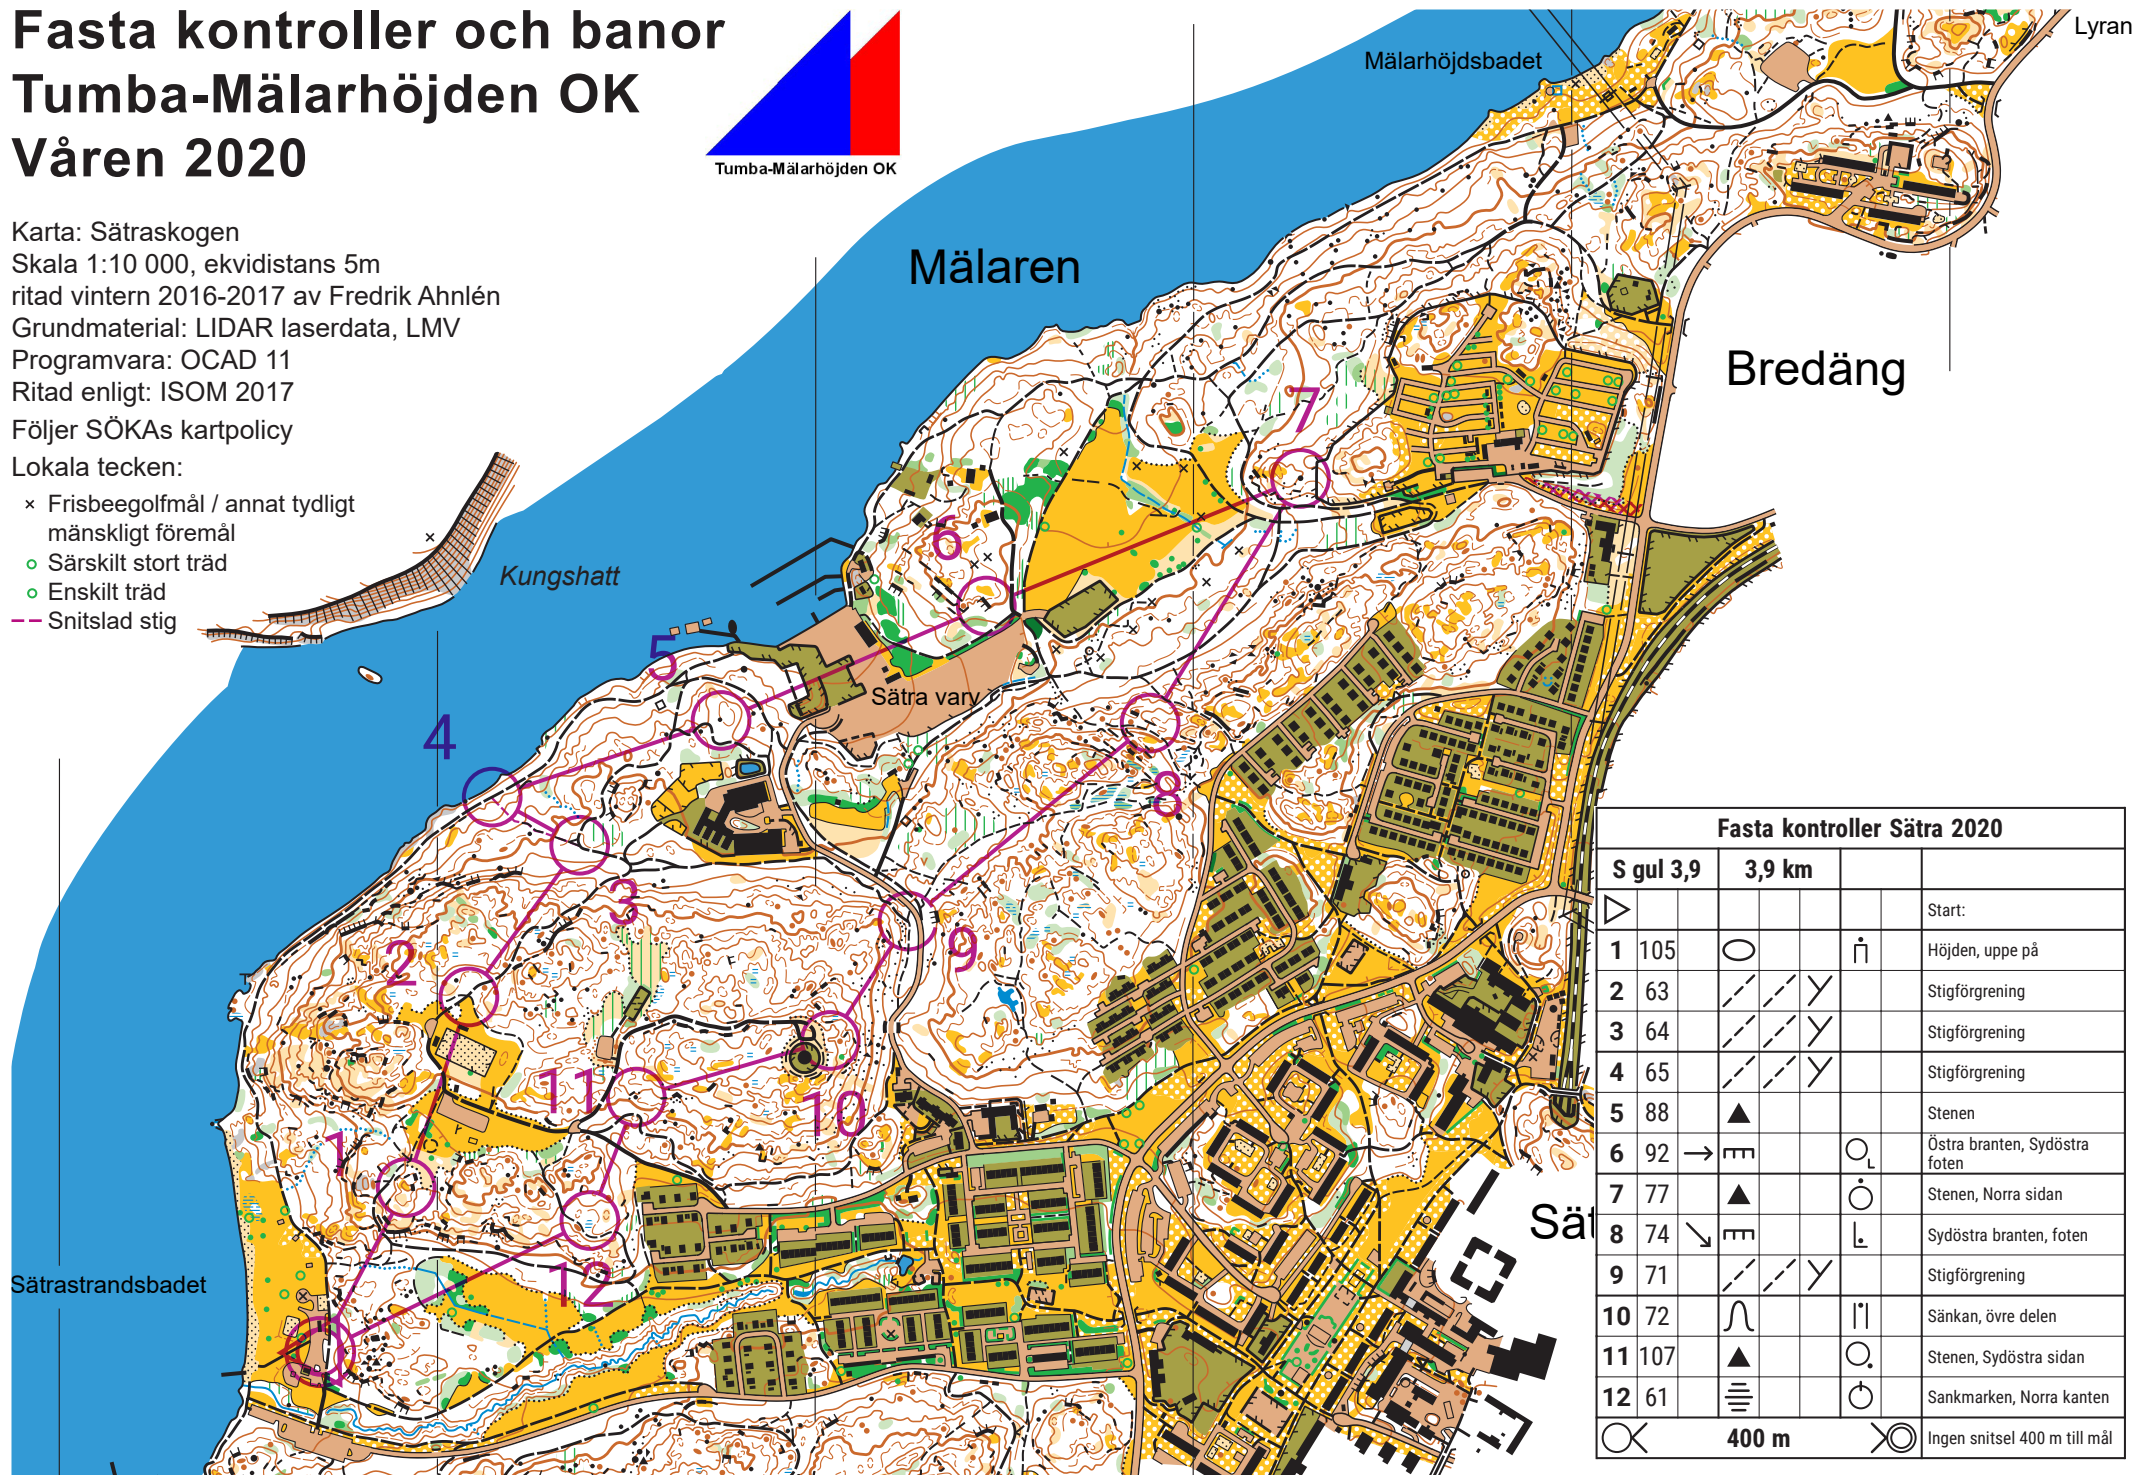 Fasta kontroller och banor
Tumba-Mälarhöjden OK
Våren 2020
Tumba-Mälarhöjden OK
Karta: Sätraskogen
Skala 1:10 000, ekvidistans 5m
ritad vintern 2016-2017 av Fredrik Ahnlén
Grundmaterial: LIDAR laserdata, LMV
Programvara: OCAD 11
Ritad enligt: ISOM 2017
Följer SÖKAs kartpolicy
Lokala tecken:
× Frisbeegolfmål / annat tydligt
mänskligt föremål
Särskilt stort träd
Enskilt träd
Snitslad stig
Lyran
Mälarhöjdsbadet
Mälaren
Bredäng
Kungshatt
Sätra varv
Sätrastrandsbadet
Sät
1
2
3
4
5
6
7
8
9
10
11
12
Fasta kontroller Sätra 2020
S gul 3,9 3,9 km
Start:
1 105 Höjden, uppe på
2 63 Stigförgrening
3 64 Stigförgrening
4 65 Stigförgrening
5 88 Stenen
6 92 Östra branten, Sydöstra
foten
7 77 Stenen, Norra sidan
8 74 Sydöstra branten, foten
9 71 Stigförgrening
10 72 Sänkan, övre delen
11 107 Stenen, Sydöstra sidan
12 61 Sankmarken, Norra kanten
400 m Ingen snitsel 400 m till mål